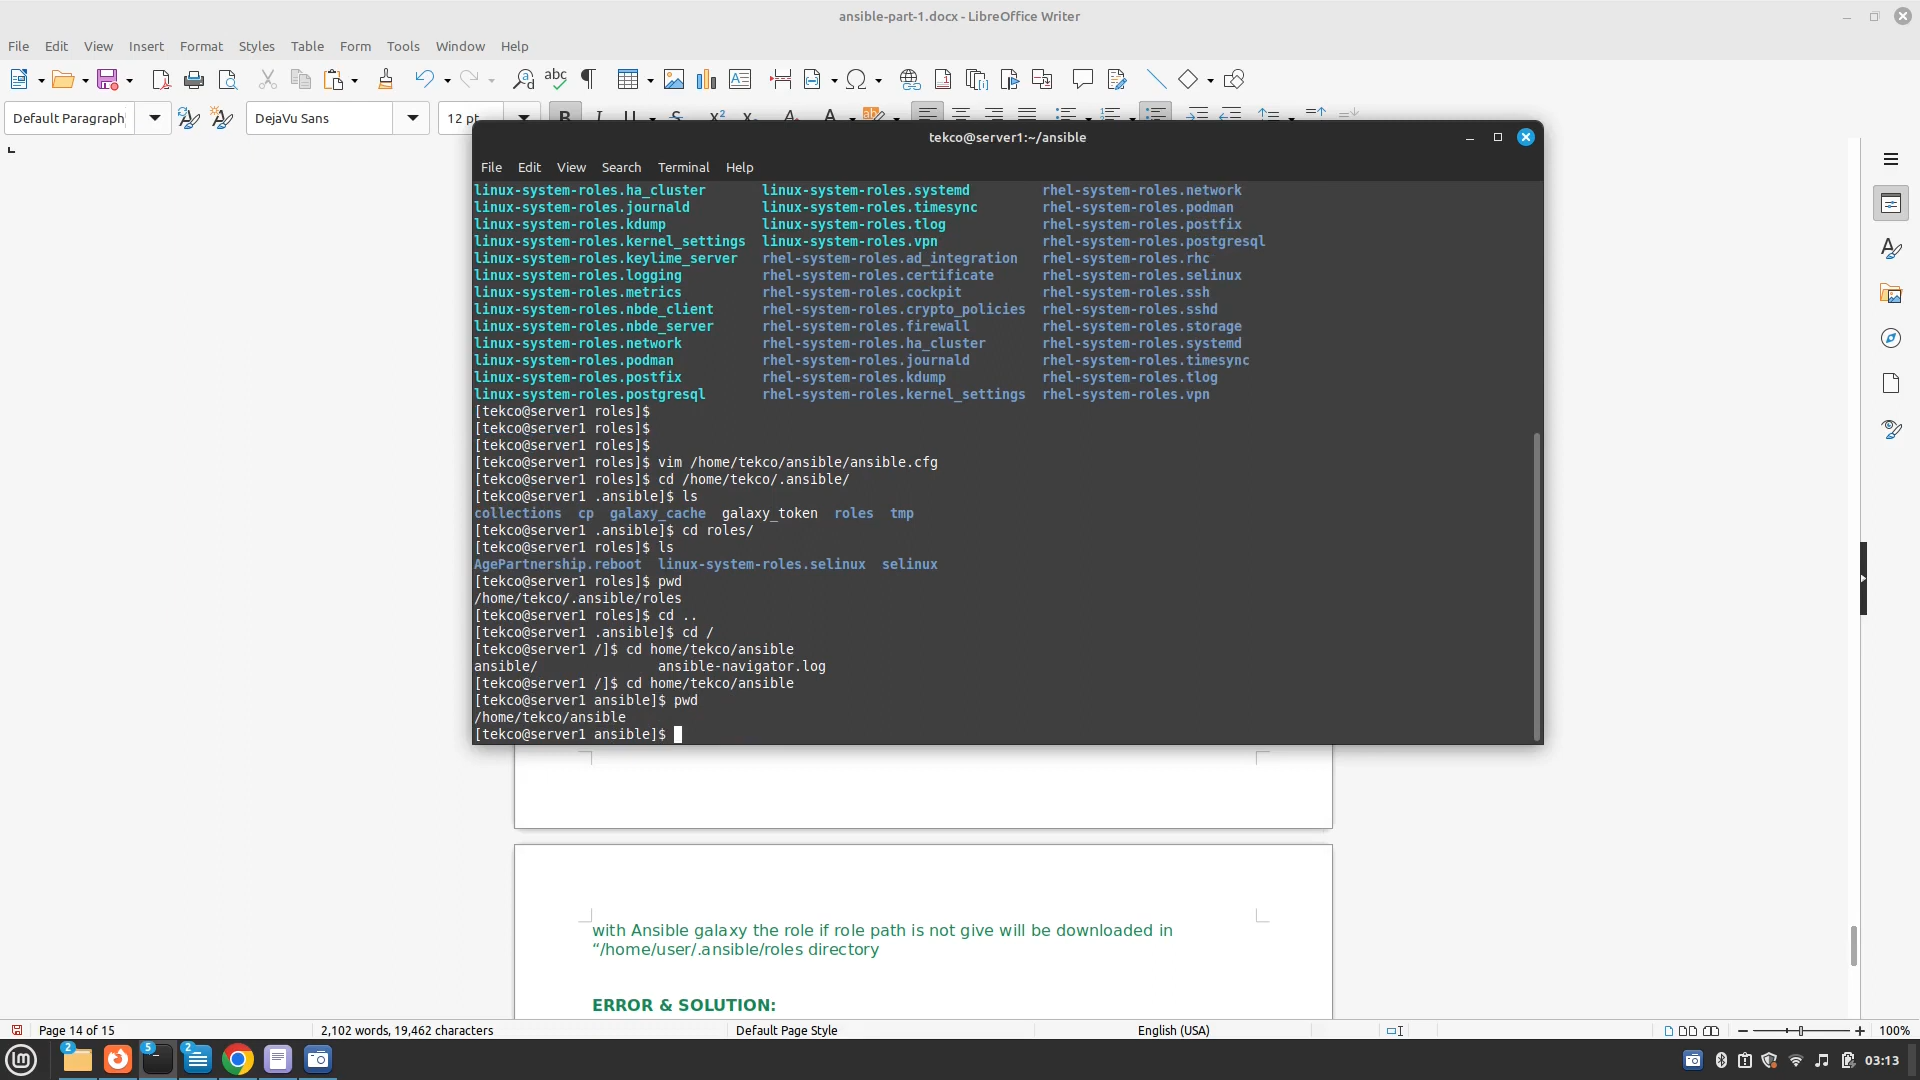 ansible-part-1.docx - LibreOffice Writer
File Edit View Insert Format Styles Table Form Tools Window Help
Default Paragraph DejaVu Sans 12 pt
tekco@server1:~/ansible
File Edit View Search Terminal Help
linux-system-roles.ha_cluster linux-system-roles.systemd rhel-system-roles.network
linux-system-roles.journald linux-system-roles.timesync rhel-system-roles.podman
linux-system-roles.kdump linux-system-roles.tlog rhel-system-roles.postfix
linux-system-roles.kernel_settings linux-system-roles.vpn rhel-system-roles.postgresql
linux-system-roles.keylime_server rhel-system-roles.ad_integration rhel-system-roles.rhc
linux-system-roles.logging rhel-system-roles.certificate rhel-system-roles.selinux
linux-system-roles.metrics rhel-system-roles.cockpit rhel-system-roles.ssh
linux-system-roles.nbde_client rhel-system-roles.crypto_policies rhel-system-roles.sshd
linux-system-roles.nbde_server rhel-system-roles.firewall rhel-system-roles.storage
linux-system-roles.network rhel-system-roles.ha_cluster rhel-system-roles.systemd
linux-system-roles.podman rhel-system-roles.journald rhel-system-roles.timesync
linux-system-roles.postfix rhel-system-roles.kdump rhel-system-roles.tlog
linux-system-roles.postgresql rhel-system-roles.kernel_settings rhel-system-roles.vpn
[tekco@server1 roles]$
[tekco@server1 roles]$
[tekco@server1 roles]$
[tekco@server1 roles]$ vim /home/tekco/ansible/ansible.cfg
[tekco@server1 roles]$ cd /home/tekco/.ansible/
[tekco@server1 .ansible]$ ls
collections cp galaxy_cache galaxy_token roles tmp
[tekco@server1 .ansible]$ cd roles/
[tekco@server1 roles]$ ls
AgePartnership.reboot linux-system-roles.selinux selinux
[tekco@server1 roles]$ pwd
/home/tekco/.ansible/roles
[tekco@server1 roles]$ cd ..
[tekco@server1 .ansible]$ cd /
[tekco@server1 /]$ cd home/tekco/ansible
ansible/ ansible-navigator.log
[tekco@server1 /]$ cd home/tekco/ansible
[tekco@server1 ansible]$ pwd
/home/tekco/ansible
[tekco@server1 ansible]$
with Ansible galaxy the role if role path is not give will be downloaded in
“/home/user/.ansible/roles directory
ERROR & SOLUTION:
Page 14 of 15 2,102 words, 19,462 characters Default Page Style English (USA) 100%
2 5 2 03:13